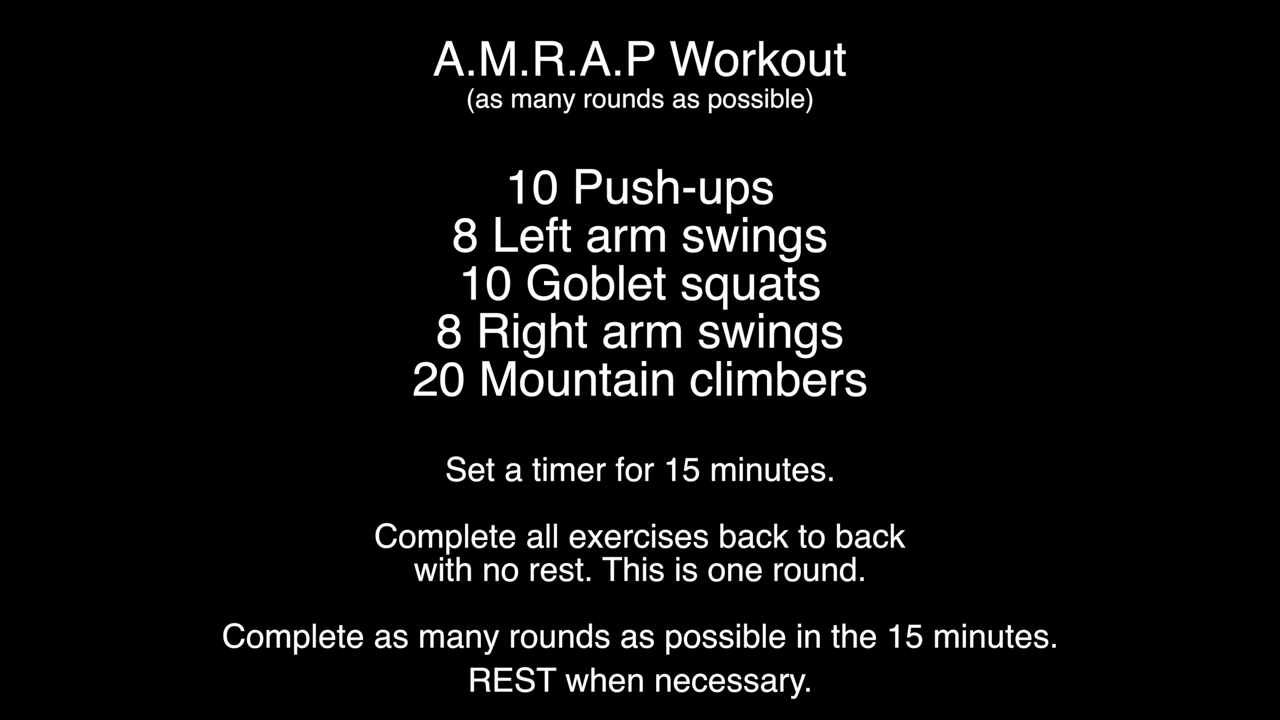 A.M.R.A.P Workout
(as many rounds as possible)
10 Push-ups
8 Left arm swings
10 Goblet squats
8 Right arm swings
20 Mountain climbers
Set a timer for 15 minutes.
Complete all exercises back to back
with no rest. This is one round.
Complete as many rounds as possible in the 15 minutes.
REST when necessary.